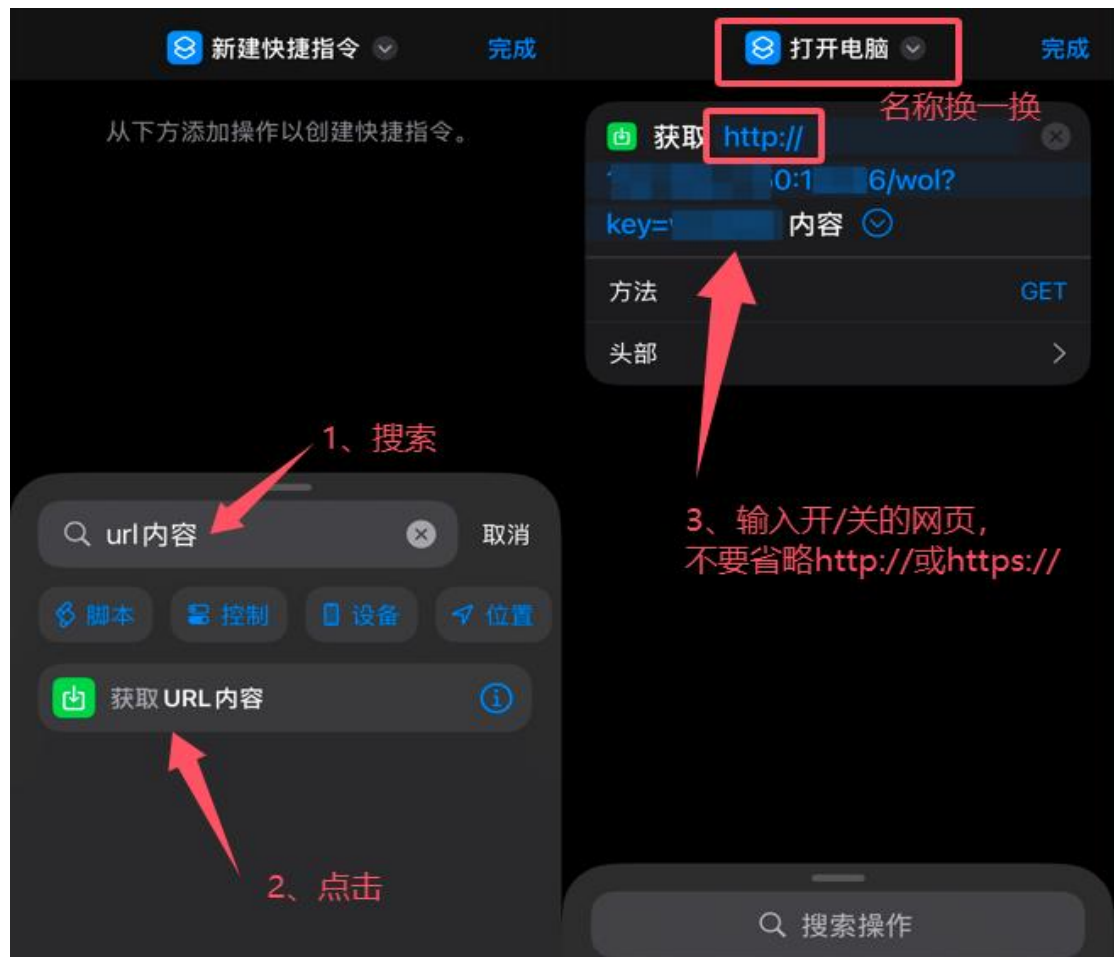 新建快捷指令
完成
从下方添加操作以创建快捷指令。
1、搜索
url内容
取消
脚本
控制
设备
位置
获取URL内容
2、点击
打开电脑
完成
名称换一换
获取 http://
0:1 6/wol?
key= 内容
方法
GET
头部
3、输入开/关的网页，
不要省略http://或https://
搜索操作